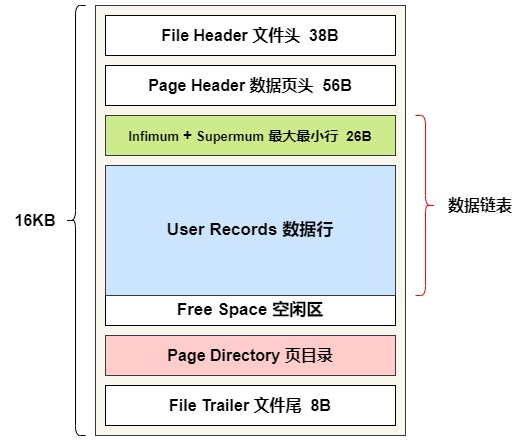 File Header 文件头 38B
Page Header 数据页头 56B
Infimum + Supermum 最大最小行 26B
16KB
User Records 数据行
数据链表
Free Space 空闲区
Page Directory 页目录
File Trailer 文件尾 8B